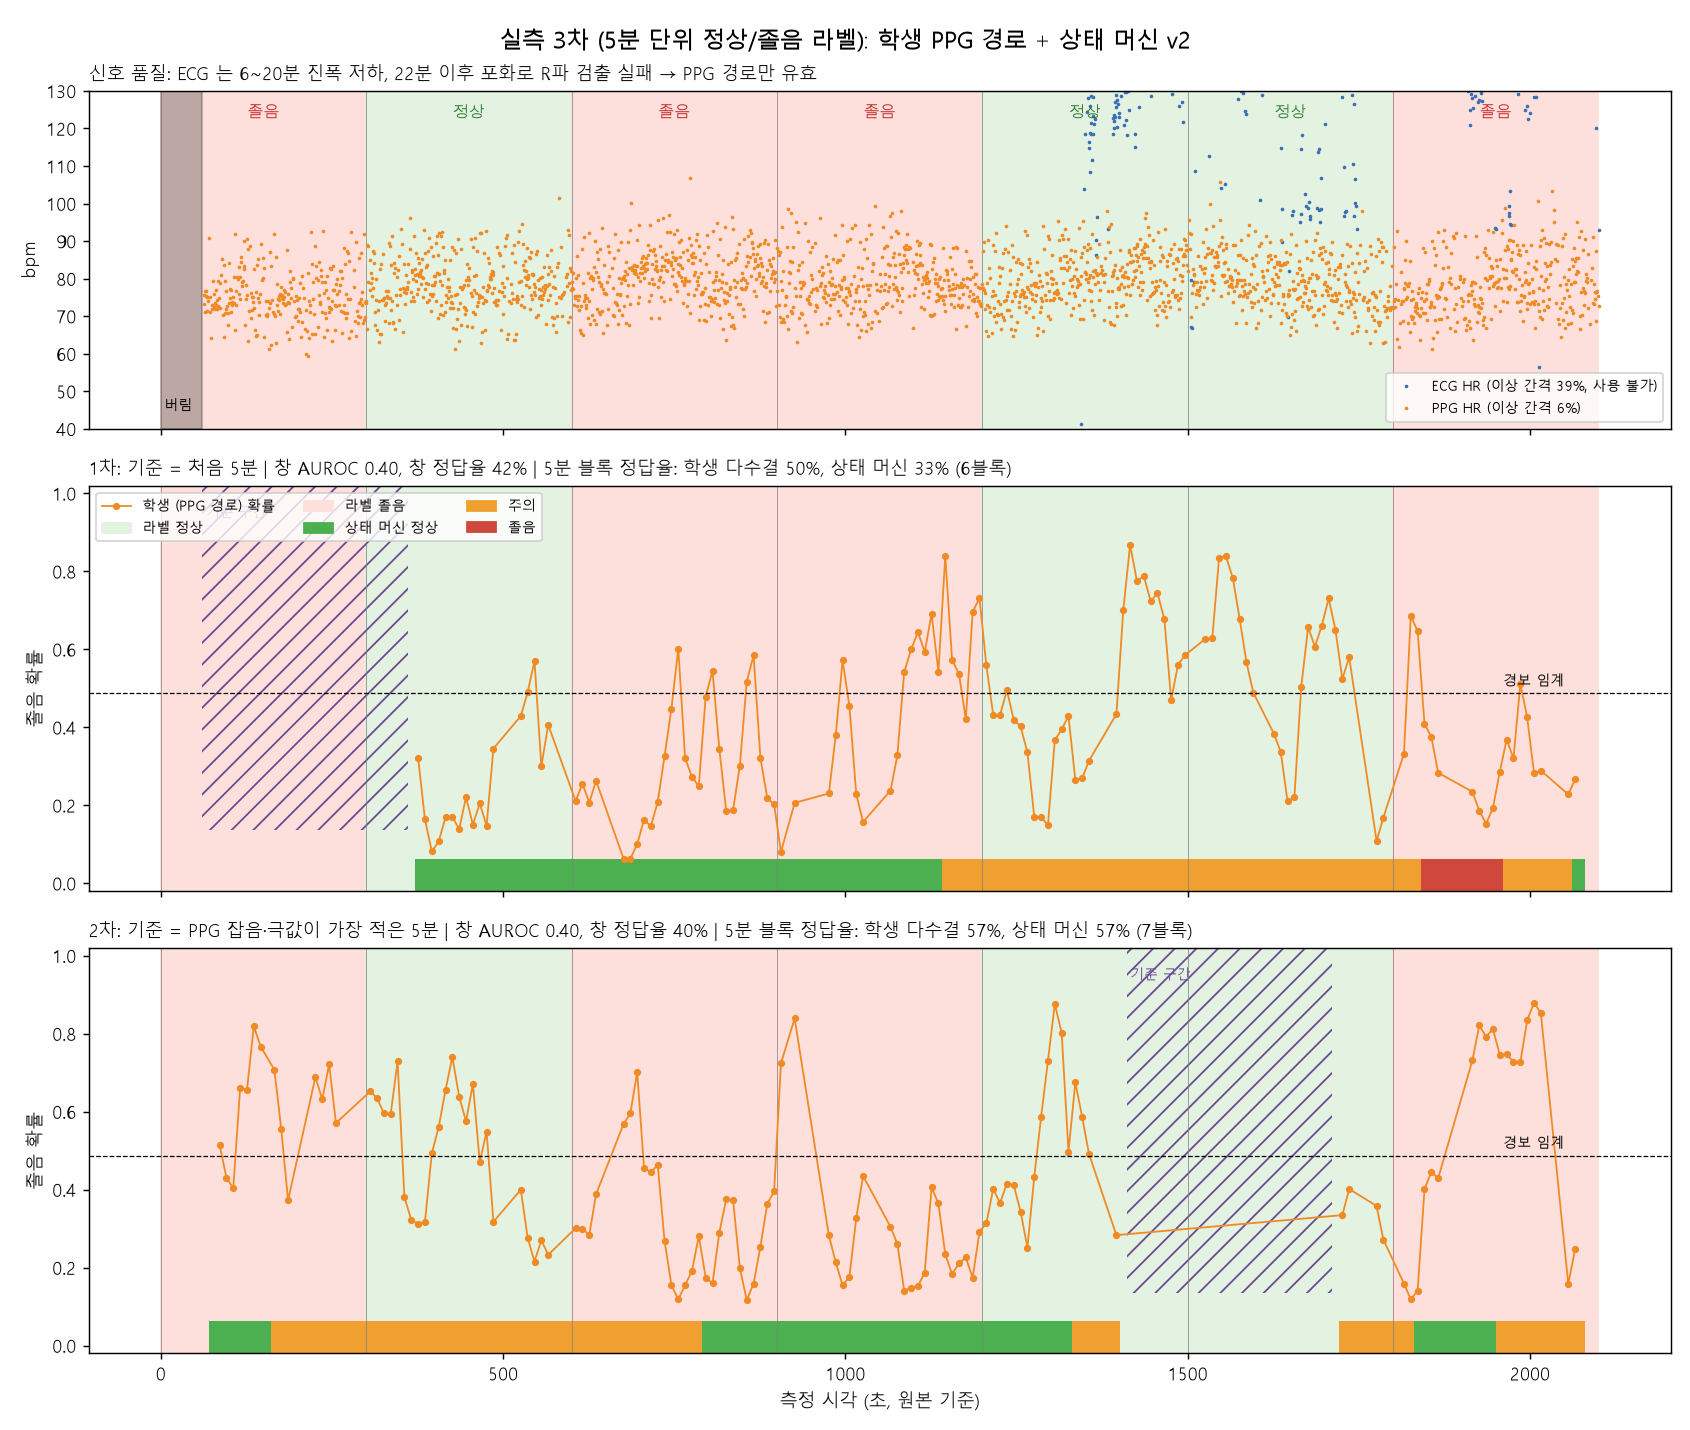 실측 3차 (5분 단위 정상/졸음 라벨): 학생 PPG 경로 + 상태 머신 v2
신호 품질: ECG 는 6~20분 진폭 저하, 22분 이후 포화로 R파 검출 실패 → PPG 경로만 유효
졸음 정상 졸음 졸음 정상 정상 졸음
130
120
110
100
90
80
70
60
50
40
bpm
버림
ECG HR (이상 간격 39%, 사용 불가)
PPG HR (이상 간격 6%)
1차: 기준 = 처음 5분 | 창 AUROC 0.40, 창 정답율 42% | 5분 블록 정답율: 학생 다수결 50%, 상태 머신 33% (6블록)
학생 (PPG 경로) 확률
라벨 정상
라벨 졸음
상태 머신 정상
주의
졸음
1.0
0.8
0.6
0.4
0.2
0.0
졸음 확률
경보 임계
2차: 기준 = PPG 잡음·극값이 가장 적은 5분 | 창 AUROC 0.40, 창 정답율 40% | 5분 블록 정답율: 학생 다수결 57%, 상태 머신 57% (7블록)
기준 구간
1.0
0.8
0.6
0.4
0.2
0.0
졸음 확률
경보 임계
0 500 1000 1500 2000
측정 시각 (초, 원본 기준)